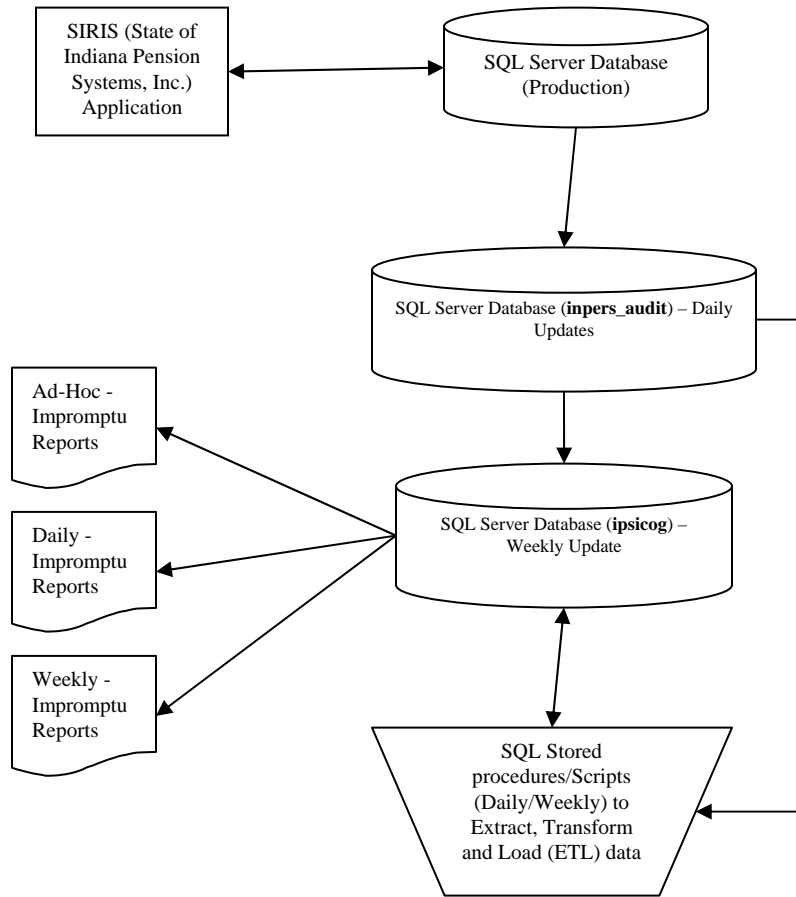 SIRIS (State of
Indiana Pension
Systems, Inc.)
Application
SQL Server Database
(Production)
SQL Server Database (inpers_audit) – Daily
Updates
Ad-Hoc -
Impromptu
Reports
Daily -
Impromptu
Reports
Weekly -
Impromptu
Reports
SQL Server Database (ipsicog) –
Weekly Update
SQL Stored
procedures/Scripts
(Daily/Weekly) to
Extract, Transform
and Load (ETL) data